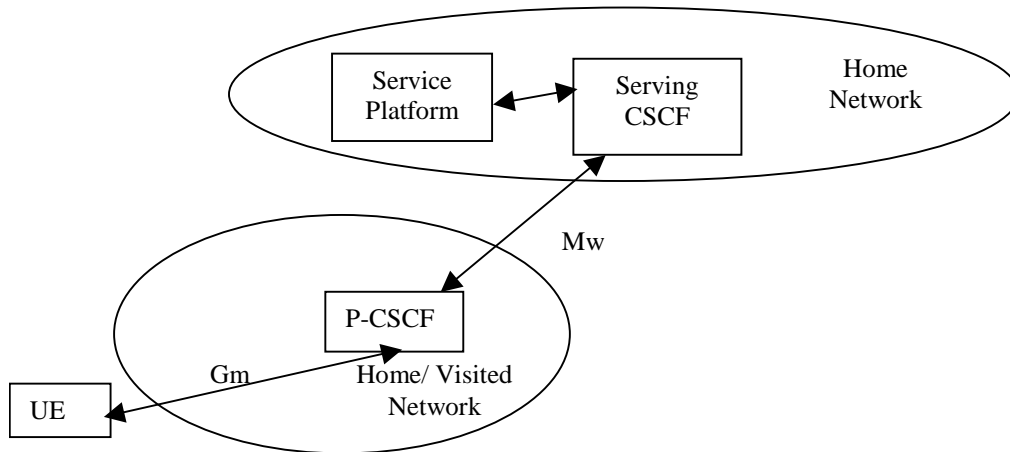 Service
Platform
Serving
CSCF
Home
Network
Mw
P-CSCF
Gm
Home/ Visited
Network
UE